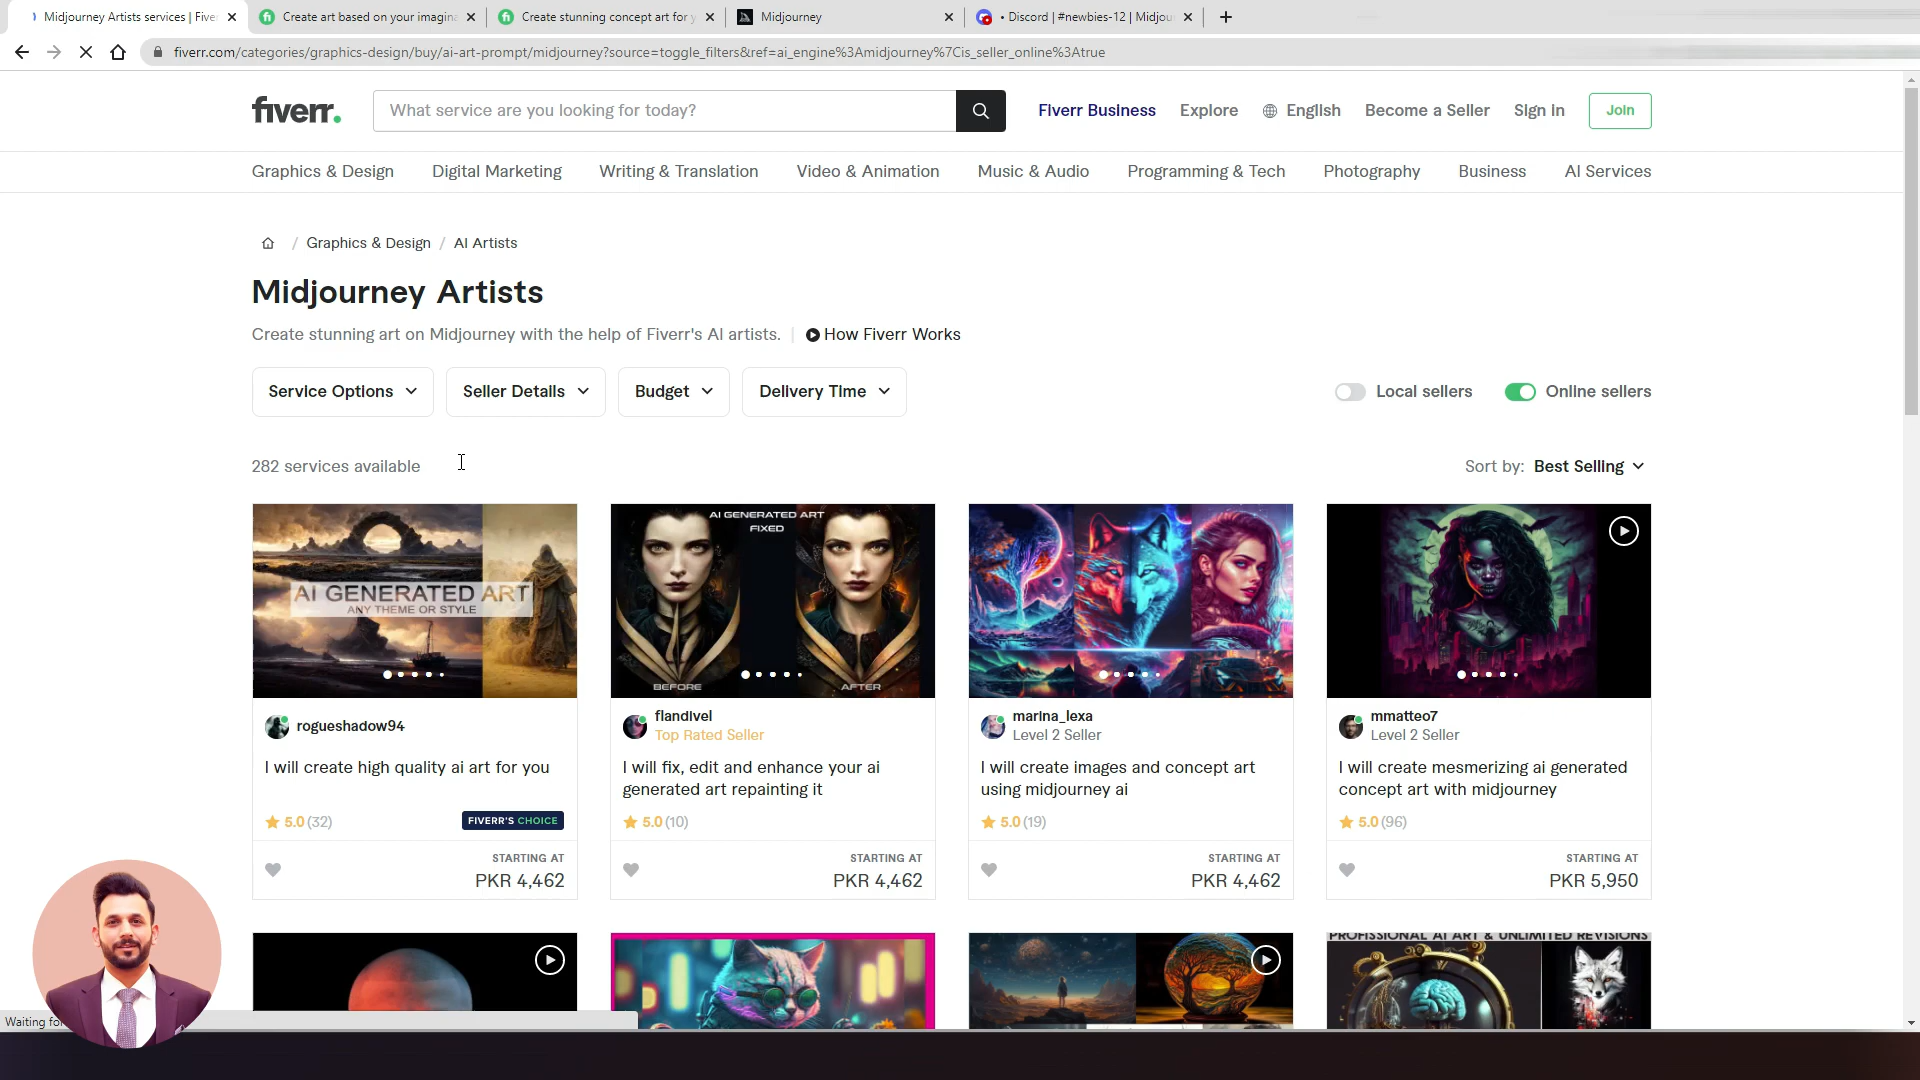 Midjourney Artists services | Five
Create art based on your imagina
Create stunning concept art for y
Midjourney
• Discord | #newbies-12 | Midjou
fiverr.com/categories/graphics-design/buy/ai-art-prompt/midjourney?source=toggle_filters&ref=ai_engine%3Amidjourney%7Cis_seller_online%3Atrue
fiverr.
What service are you looking for today?
Fiverr Business
Explore
English
Become a Seller
Sign in
Join
Graphics & Design
Digital Marketing
Writing & Translation
Video & Animation
Music & Audio
Programming & Tech
Photography
Business
AI Services
/ Graphics & Design / AI Artists
Midjourney Artists
Create stunning art on Midjourney with the help of Fiverr's AI artists. | How Fiverr Works
Service Options
Seller Details
Budget
Delivery Time
Local sellers
Online sellers
282 services available
Sort by: Best Selling
AI GENERATED ART
ANY THEME OR STYLE
AI GENERATED ART
FIXED
BEFORE
AFTER
rogueshadow94
I will create high quality ai art for you
5.0 (32)
FIVERR'S CHOICE
STARTING AT
PKR 4,462
flandivel
Top Rated Seller
I will fix, edit and enhance your ai
generated art repainting it
5.0 (10)
STARTING AT
PKR 4,462
marina_lexa
Level 2 Seller
I will create images and concept art
using midjourney ai
5.0 (19)
STARTING AT
PKR 4,462
mmatteo7
Level 2 Seller
I will create mesmerizing ai generated
concept art with midjourney
5.0 (96)
STARTING AT
PKR 5,950
PROFISSIONAL AI ART & UNLIMITED REVISIONS
Waiting fo